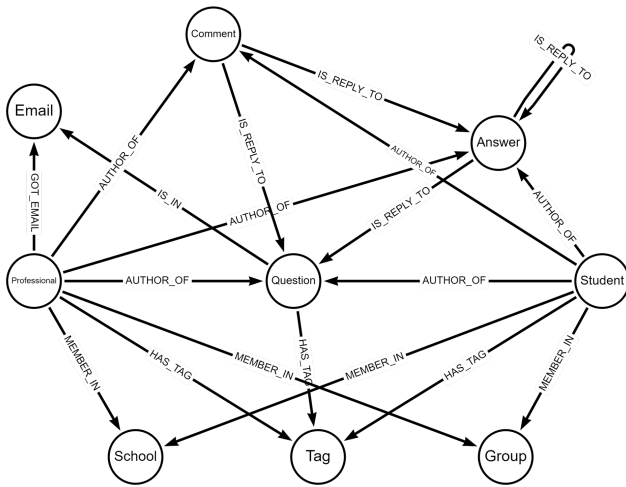 Comment
IS_REPLY_TO
IS_REPLY_TO
Email
Answer
IS_REPLY_TO
AUTHOR_OF
AUTHOR_OF
GOT_EMAIL
IS_IN
AUTHOR_OF
IS_REPLY_TO
AUTHOR_OF
Professional
AUTHOR_OF
Question
AUTHOR_OF
Student
MEMBER_IN
HAS_TAG
MEMBER_IN
HAS_TAG
MEMBER_IN
HAS_TAG
MEMBER_IN
School
Tag
Group